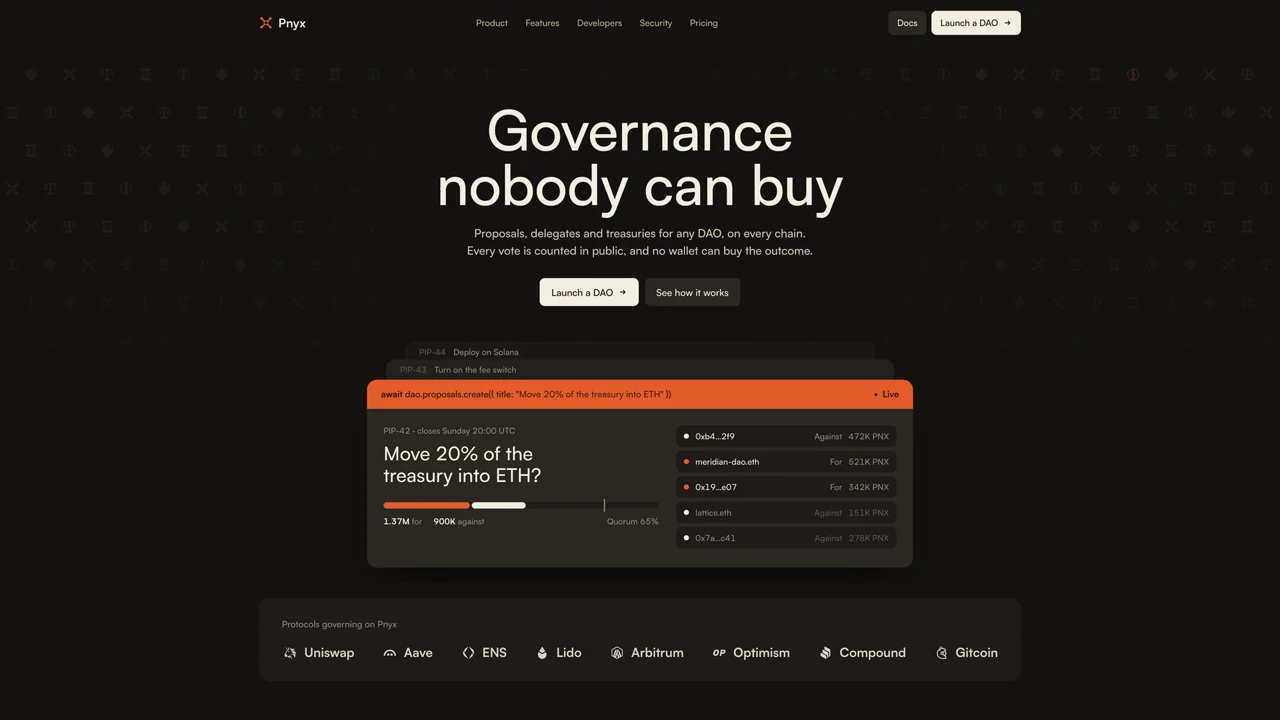 Pnyx
Product Features Developers Security Pricing
Docs
Launch a DAO →
Governance
nobody can buy
Proposals, delegates and treasuries for any DAO, on every chain.
Every vote is counted in public, and no wallet can buy the outcome.
Launch a DAO →
See how it works
PIP-44 Deploy on Solana
PIP-43 Turn on the fee switch
await dao.proposals.create({ title: "Move 20% of the treasury into ETH" })
• Live
PIP-42 · closes Sunday 20:00 UTC
Move 20% of the
treasury into ETH?
1.37M for 900K against Quorum 65%
0xb4…2f9 Against 472K PNX
meridian-dao.eth For 521K PNX
0x19…e07 For 342K PNX
lattice.eth Against 151K PNX
0x7a…c41 Against 278K PNX
Protocols governing on Pnyx
Uniswap Aave ENS Lido Arbitrum OP Optimism Compound Gitcoin